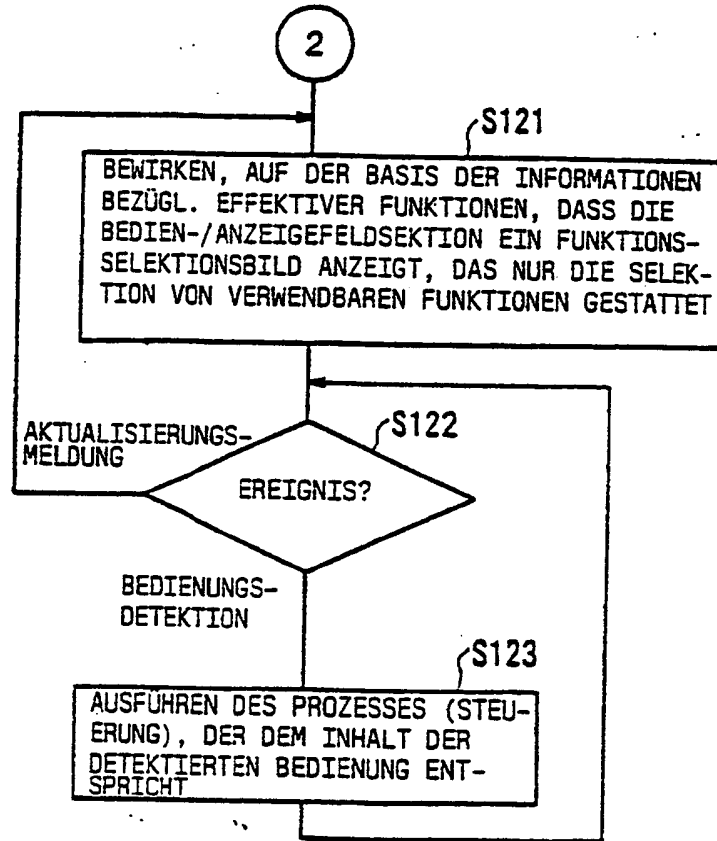 2
S121
BEWIRKEN, AUF DER BASIS DER INFORMATIONEN
BEZÜGL. EFFEKTIVER FUNKTIONEN, DASS DIE
BEDIEN-/ANZEIGEFELDSEKTION EIN FUNKTIONS-
SELEKTIONSBILD ANZEIGT, DAS NUR DIE SELEK-
TION VON VERWENDBAREN FUNKTIONEN GESTATTET
AKTUALISIERUNGS-
MELDUNG
S122
EREIGNIS?
BEDIENUNGS-
DETEKTION
S123
AUSFÜHREN DES PROZESSES (STEU-
ERUNG), DER DEM INHALT DER
DETEKTIERTEN BEDIENUNG ENT-
SPRICHT